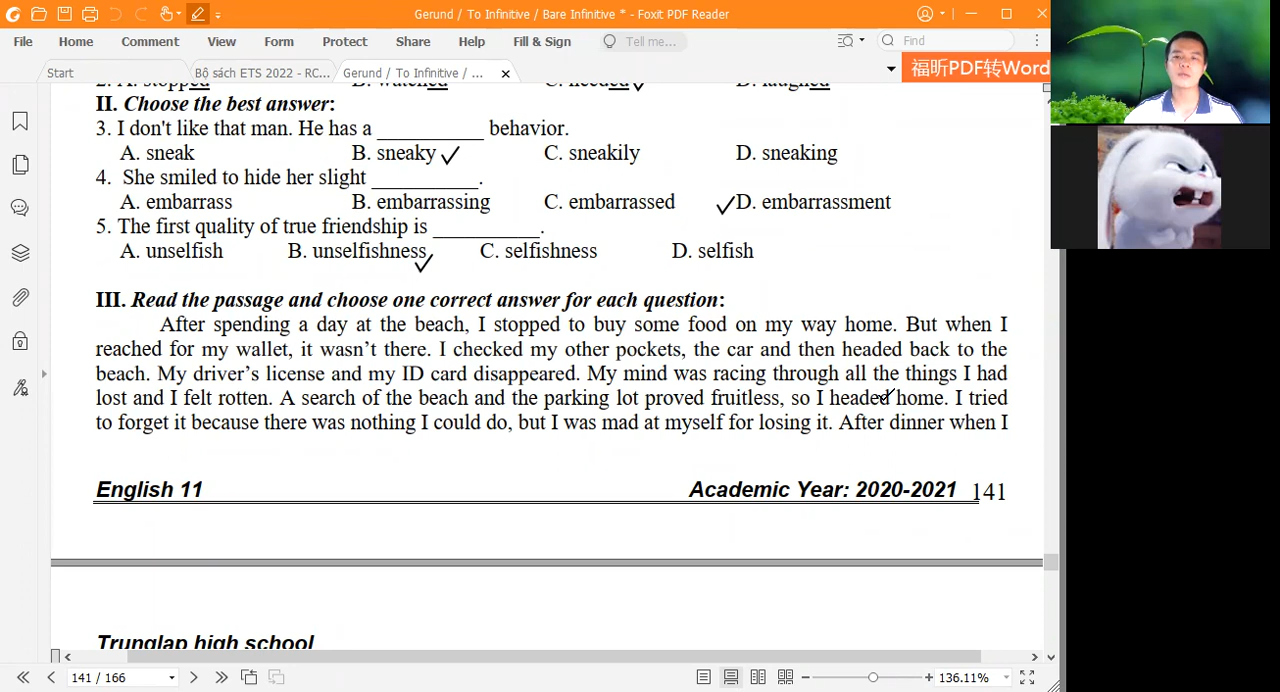 Gerund / To Infinitive / Bare Infinitive * - Foxit PDF Reader
File Home Comment View Form Protect Share Help Fill & Sign Tell me... Find
Start Bộ sách ETS 2022 - RC... Gerund / To Infinitive / ... 福昕PDF转Word
II. Choose the best answer:
3. I don't like that man. He has a __________ behavior.
A. sneak B. sneaky C. sneakily D. sneaking
4. She smiled to hide her slight __________.
A. embarrass B. embarrassing C. embarrassed D. embarrassment
5. The first quality of true friendship is __________.
A. unselfish B. unselfishness C. selfishness D. selfish
III. Read the passage and choose one correct answer for each question:
After spending a day at the beach, I stopped to buy some food on my way home. But when I
reached for my wallet, it wasn’t there. I checked my other pockets, the car and then headed back to the
beach. My driver’s license and my ID card disappeared. My mind was racing through all the things I had
lost and I felt rotten. A search of the beach and the parking lot proved fruitless, so I headed home. I tried
to forget it because there was nothing I could do, but I was mad at myself for losing it. After dinner when I
English 11 Academic Year: 2020-2021 141
Trunglap high school
141 / 166 136.11%